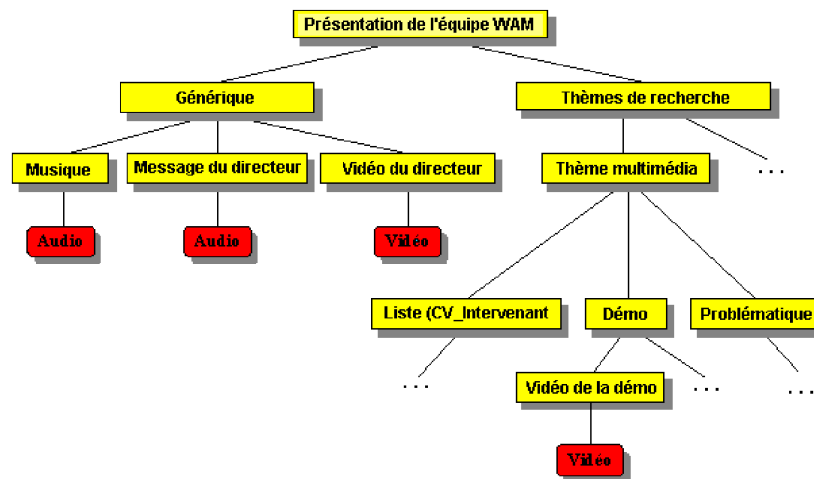 Présentation de l'équipe WAM
Générique
Thèmes de recherche
Musique
Message du directeur
Vidéo du directeur
Thème multimédia
...
Audio
Audio
Vidéo
Liste (CV_Intervenant
Démo
Problématique
...
Vidéo de la démo
...
...
Vidéo